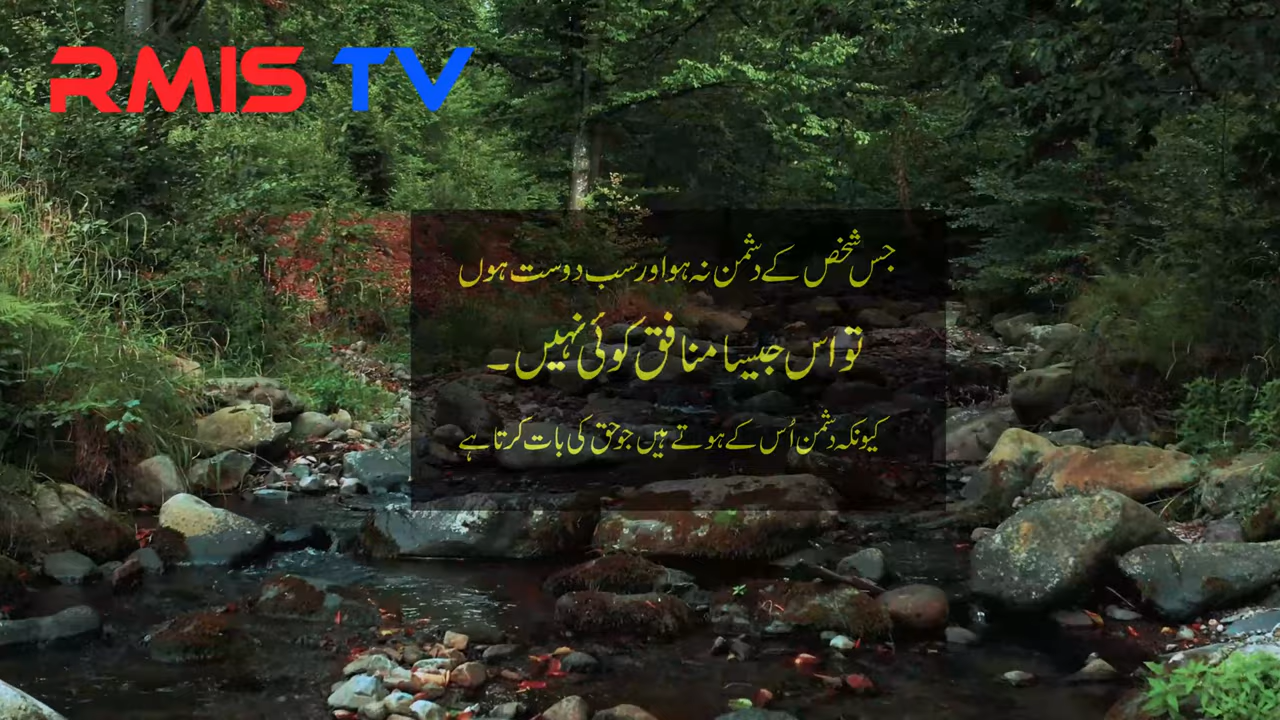 RMIS TV
جس شخص کے دشمن نہ ہو اور سب دوست ہوں
تو اس جیسا منافق کوئی نہیں۔
کیونکہ دشمن اُس کے ہوتے ہیں جو حق کی بات کرتا ہے